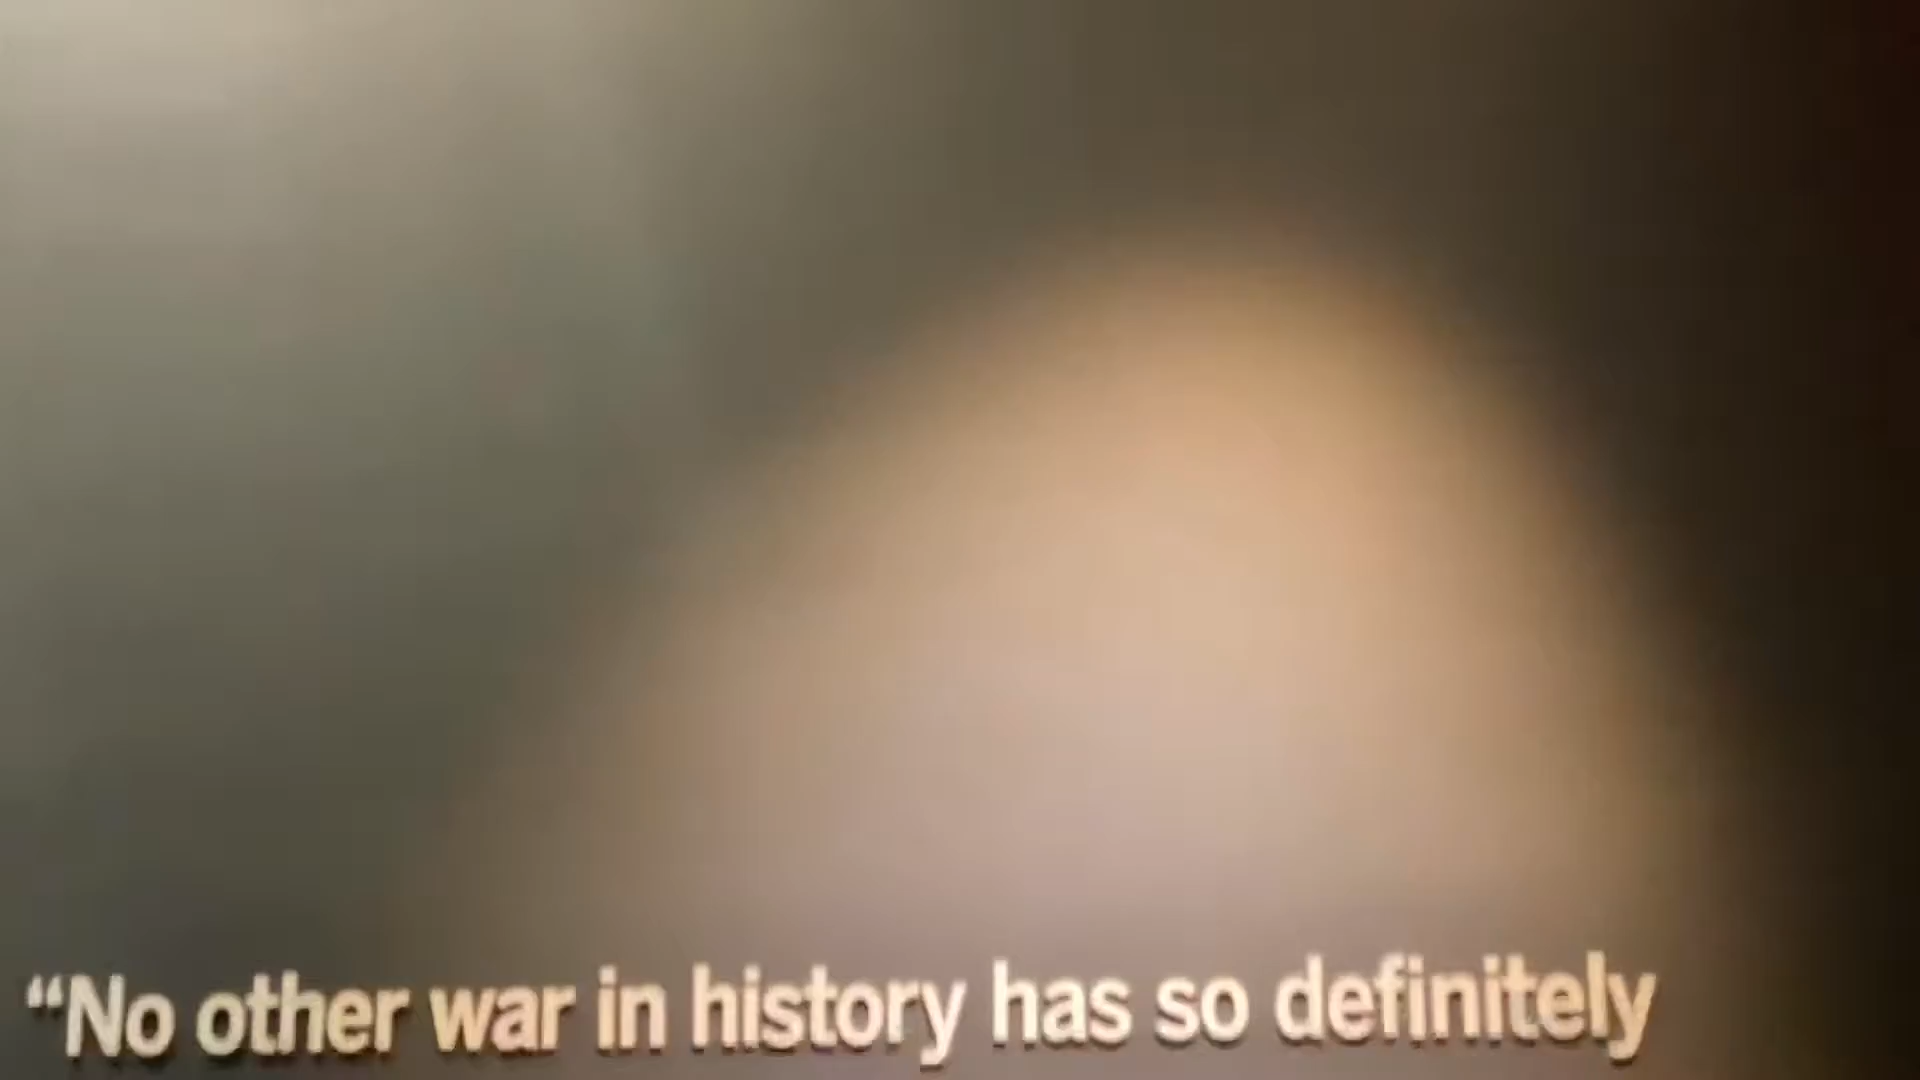 “No other war in history has so definitely